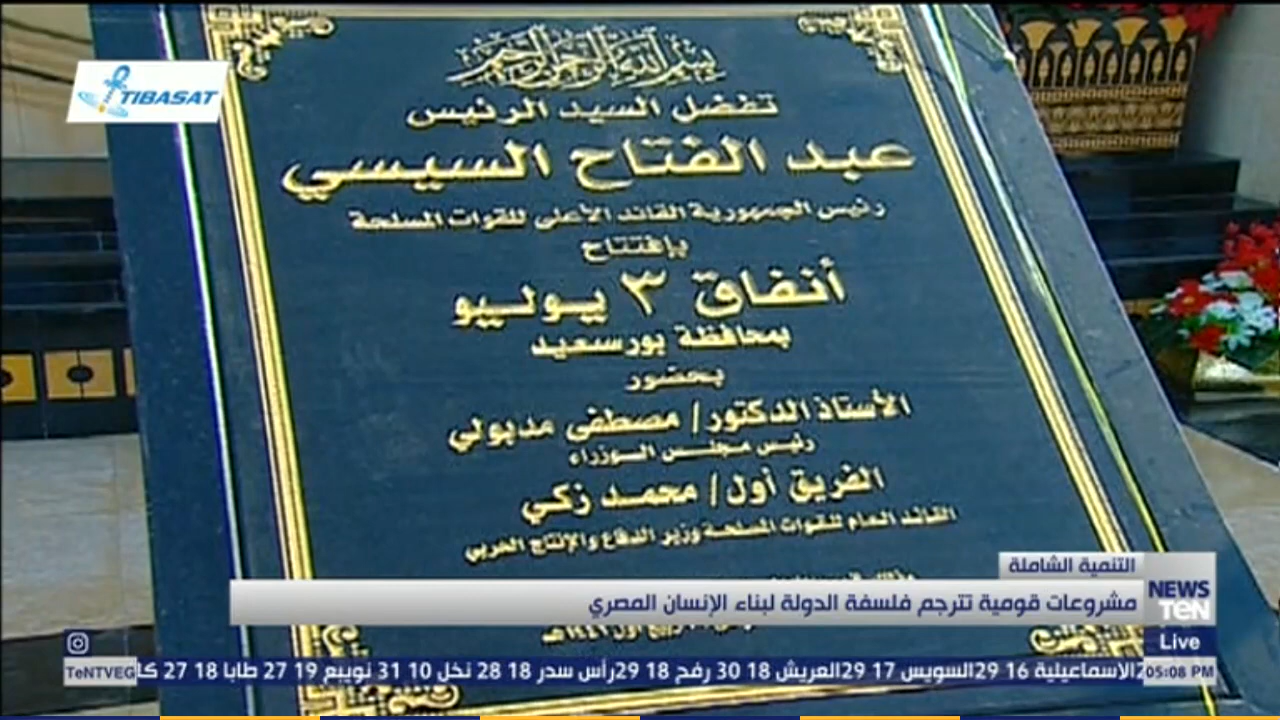 بسم الله الرحمن الرحيم
TIBASAT
تفضل السيد الرئيس
عبد الفتاح السيسي
رئيس الجمهورية القائد الأعلى للقوات المسلحة
بإفتتاح
أنفاق ٣ يوليو
بمحافظة بورسعيد
بحضور
الأستاذ الدكتور/ مصطفى مدبولي
رئيس مجلس الوزراء
الفريق أول/ محمد زكي
القائد العام للقوات المسلحة وزير الدفاع والإنتاج الحربي
التنمية الشاملة
مشروعات قومية تترجم فلسفة الدولة لبناء الإنسان المصري
NEWS
TeN
Live
05:08 PM
الأسماعيلية 16 29السويس 17 29العريش 18 30 رفح 18 29رأس سدر 18 28 نخل 10 31 نويبع 19 27 طابا 18 27 كا
TeNTVEG